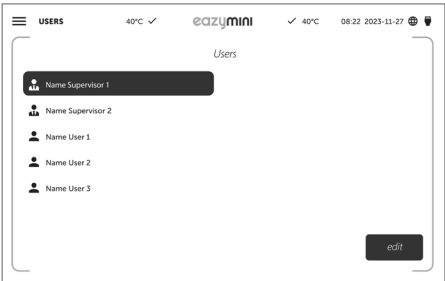 USERS 40°C eazymini 40°C 08:22 2023-11-27
Users
Name Supervisor 1
Name Supervisor 2
Name User 1
Name User 2
Name User 3
edit